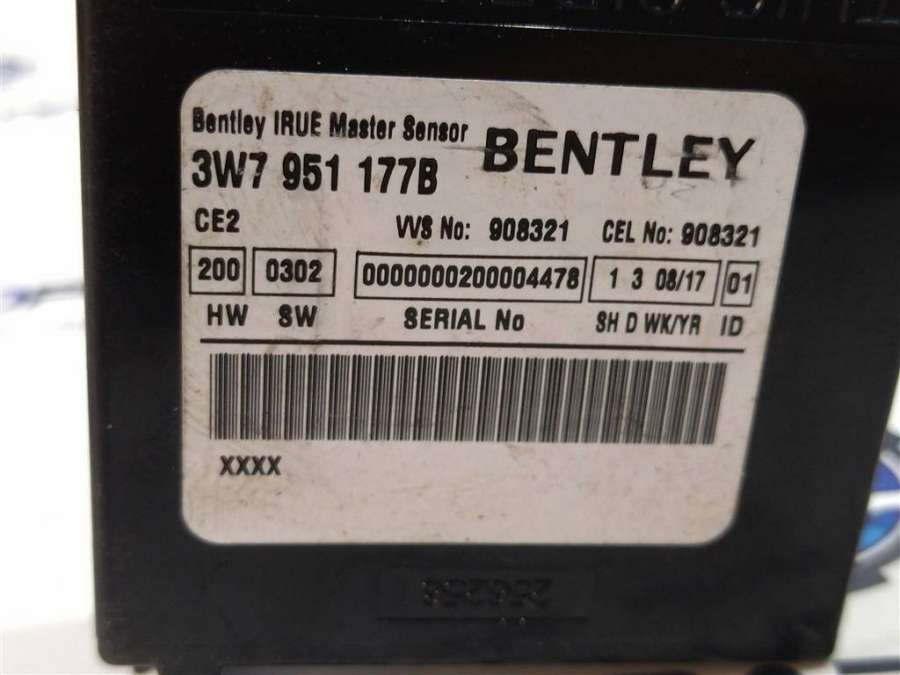 Bentley IRUE Master Sensor
BENTLEY
3W7 951 177B
CE2
VVS No: 908321
CEL No: 908321
200
0302
0000000200004478
1 3 08/17
01
HW
SW
SERIAL No
SH D WK/YR
ID
XXXX